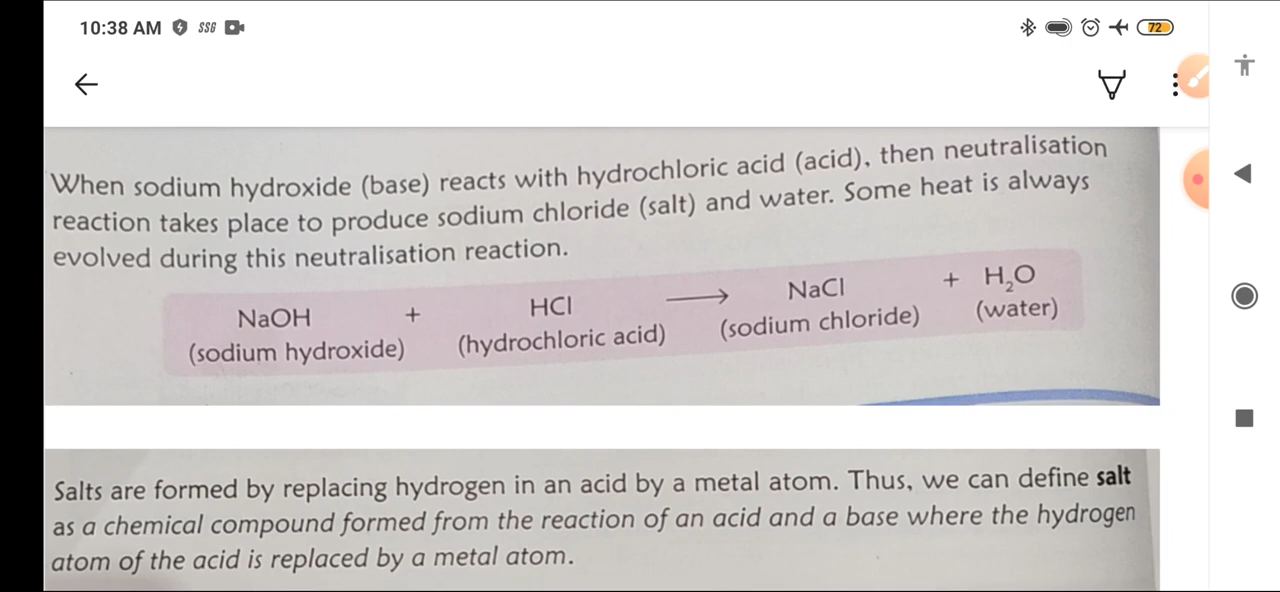 10:38 AM SSG 72
When sodium hydroxide (base) reacts with hydrochloric acid (acid), then neutralisation
reaction takes place to produce sodium chloride (salt) and water. Some heat is always
evolved during this neutralisation reaction.
NaOH + HCl ⟶ NaCl + H₂O
(sodium hydroxide) (hydrochloric acid) (sodium chloride) (water)
Salts are formed by replacing hydrogen in an acid by a metal atom. Thus, we can define salt
as a chemical compound formed from the reaction of an acid and a base where the hydrogen
atom of the acid is replaced by a metal atom.